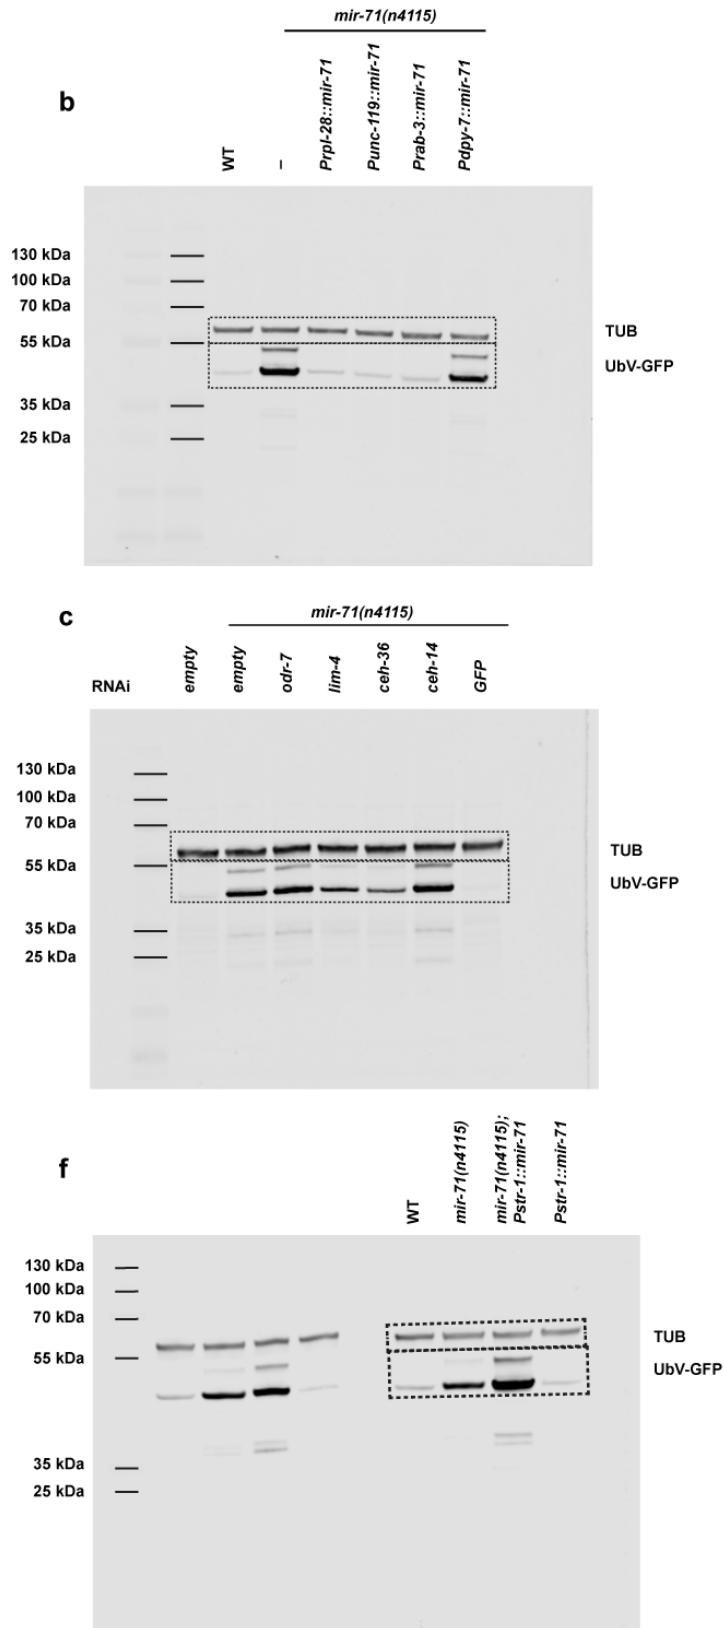 mir-71(n4115)
b
WT
–
Prpl-28::mir-71
Punc-119::mir-71
Prab-3::mir-71
Pdpy-7::mir-71
130 kDa
100 kDa
70 kDa
55 kDa
35 kDa
25 kDa
TUB
UbV-GFP
c
mir-71(n4115)
RNAi
empty
empty
odr-7
lim-4
ceh-36
ceh-14
GFP
130 kDa
100 kDa
70 kDa
55 kDa
35 kDa
25 kDa
TUB
UbV-GFP
f
WT
mir-71(n4115)
mir-71(n4115);
Pstr-1::mir-71
Pstr-1::mir-71
130 kDa
100 kDa
70 kDa
55 kDa
35 kDa
25 kDa
TUB
UbV-GFP